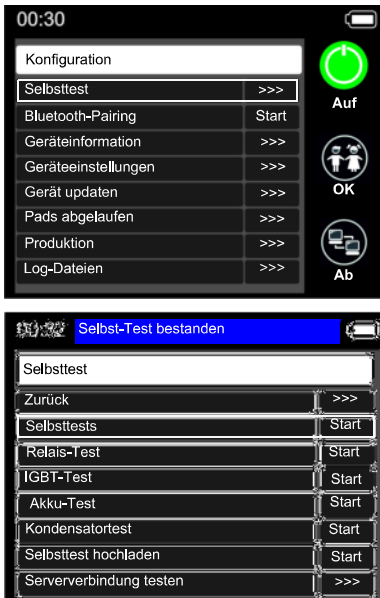 00:30
Konfiguration
Selbsttest >>>
Auf
Bluetooth-Pairing Start
Geräteinformation >>>
Geräteeinstellungen >>>
OK
Gerät updaten >>>
Pads abgelaufen >>>
Produktion >>>
Log-Dateien >>>
Ab
Selbst-Test bestanden
Selbsttest
Zurück >>>
Selbsttests Start
Relais-Test Start
IGBT-Test Start
Akku-Test Start
Kondensatortest Start
Selbsttest hochladen Start
Serververbindung testen >>>